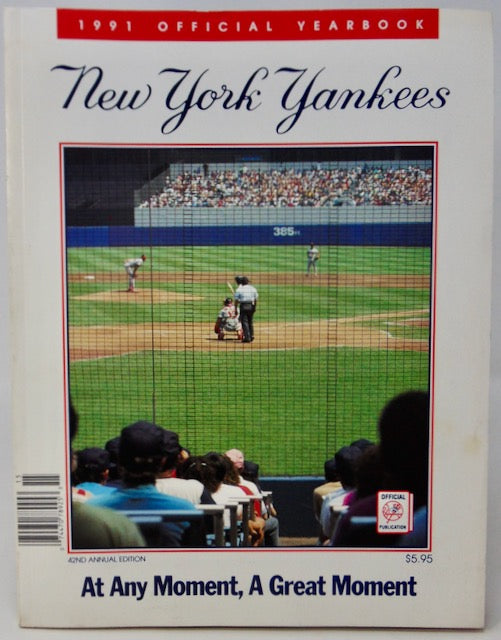 1991 OFFICIAL YEARBOOK
New York Yankees
385
OFFICIAL
PUBLICATION
42ND ANNUAL EDITION
$5.95
At Any Moment, A Great Moment